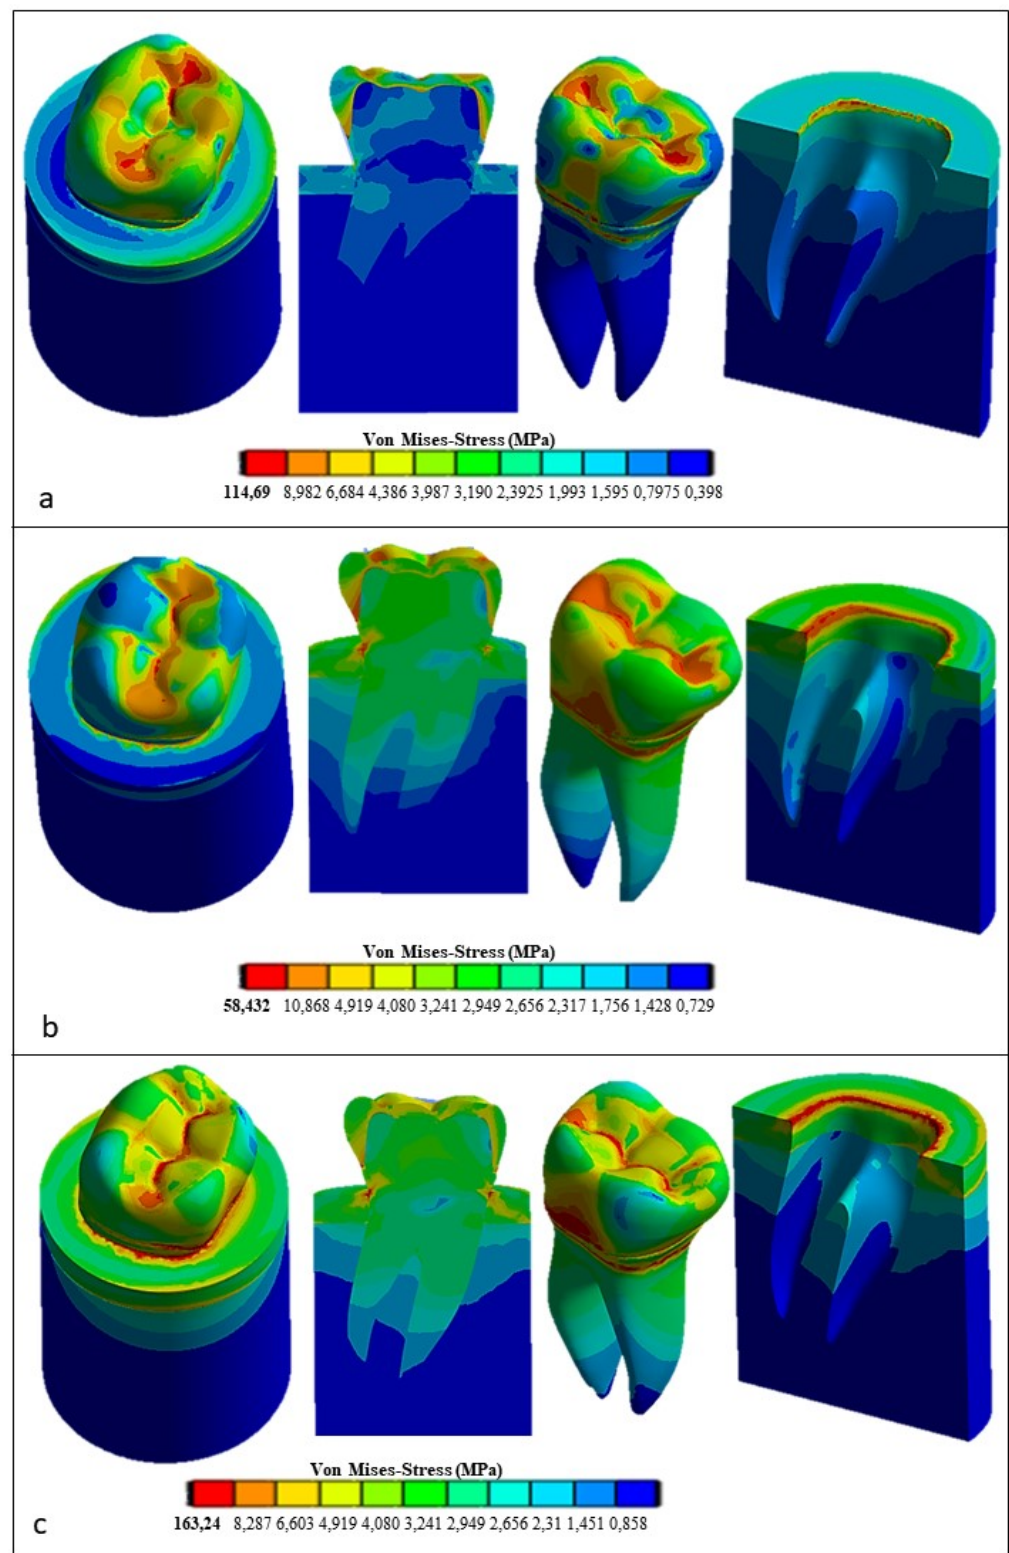 Von Mises-Stress (MPa)
114,69 8,982 6,684 4,386 3,987 3,190 2,3925 1,993 1,595 0,7975 0,398
a
Von Mises-Stress (MPa)
58,432 10,868 4,919 4,080 3,241 2,949 2,656 2,317 1,756 1,428 0,729
b
Von Mises-Stress (MPa)
163,24 8,287 6,603 4,919 4,080 3,241 2,949 2,656 2,31 1,451 0,858
c